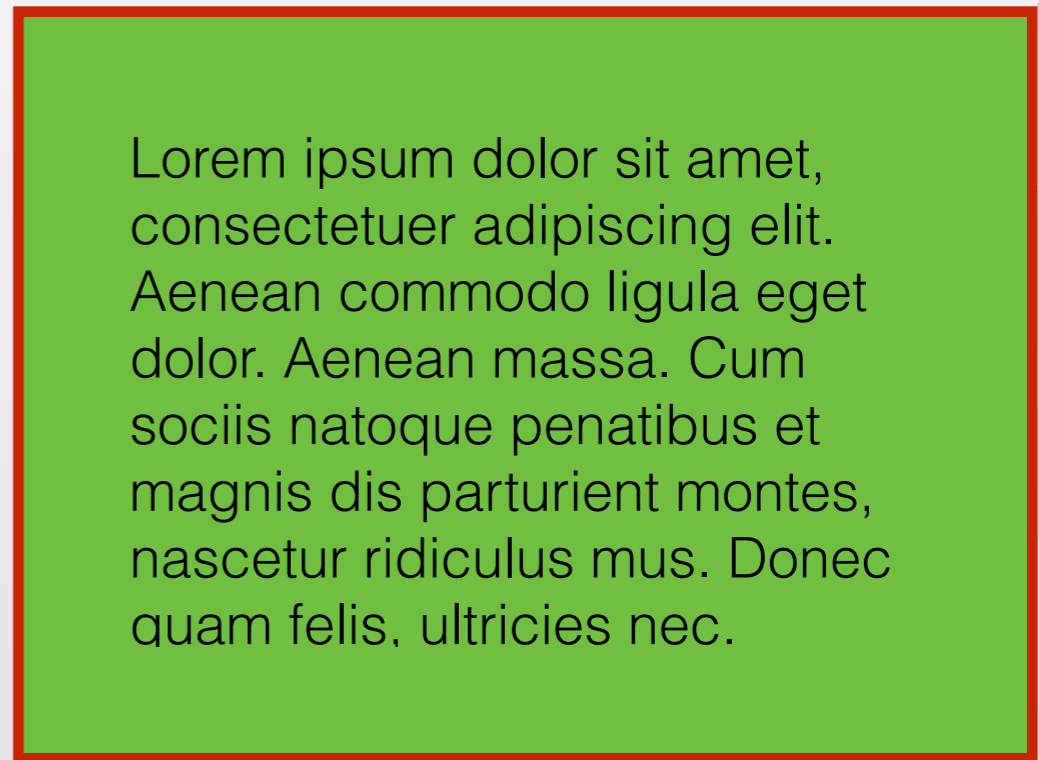 Lorem ipsum dolor sit amet,
consectetuer adipiscing elit.
Aenean commodo ligula eget
dolor. Aenean massa. Cum
sociis natoque penatibus et
magnis dis parturient montes,
nascetur ridiculus mus. Donec
quam felis, ultricies nec.